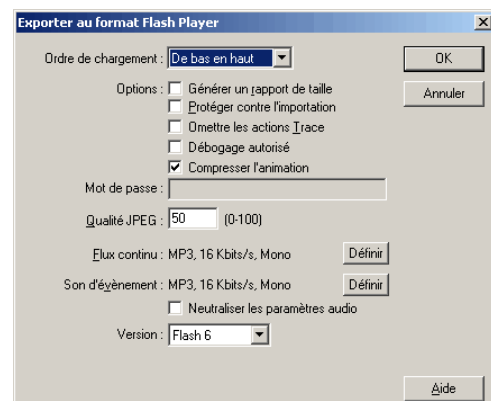 Exporter au format Flash Player
Ordre de chargement : De bas en haut
OK
Options : Générer un rapport de taille
Annuler
Protéger contre l'importation
Omettre les actions Trace
Débogage autorisé
Compresser l'animation
Mot de passe :
Qualité JPEG : 50 (0-100)
Flux continu : MP3, 16 Kbits/s, Mono Définir
Son d'évènement : MP3, 16 Kbits/s, Mono Définir
Neutraliser les paramètres audio
Version : Flash 6
Aide